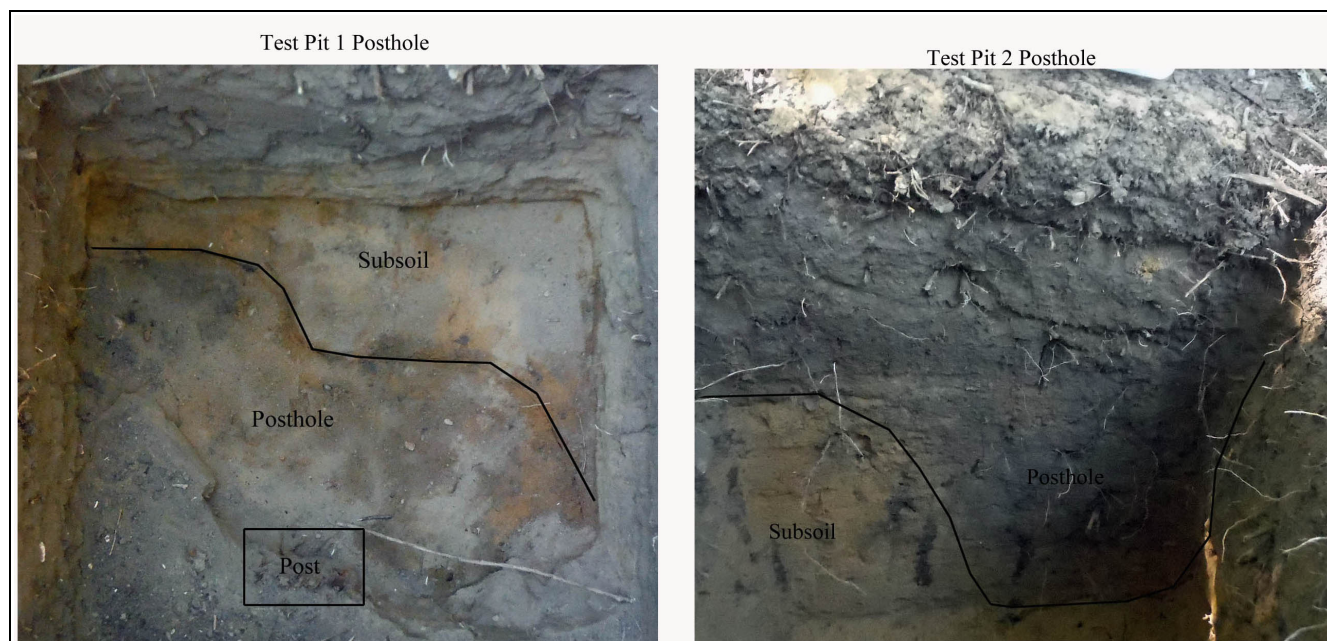 Test Pit 1 Posthole
Test Pit 2 Posthole
Subsoil
Posthole
Post
Posthole
Subsoil